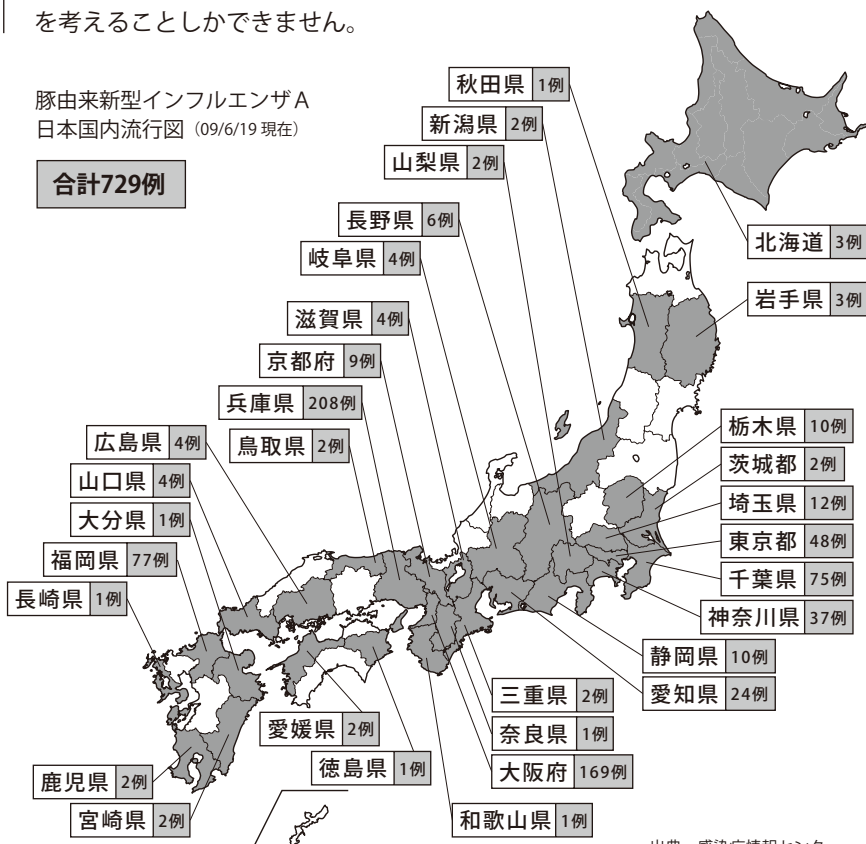 を考えることしかできません。
豚由来新型インフルエンザA
日本国内流行図（09/6/19 現在）
合計729例
秋田県 1例
新潟県 2例
山梨県 2例
長野県 6例
岐阜県 4例
滋賀県 4例
京都府 9例
兵庫県 208例
鳥取県 2例
広島県 4例
山口県 4例
大分県 1例
福岡県 77例
長崎県 1例
北海道 3例
岩手県 3例
栃木県 10例
茨城都 2例
埼玉県 12例
東京都 48例
千葉県 75例
神奈川県 37例
静岡県 10例
愛知県 24例
三重県 2例
奈良県 1例
大阪府 169例
和歌山県 1例
愛媛県 2例
徳島県 1例
鹿児県 2例
宮崎県 2例